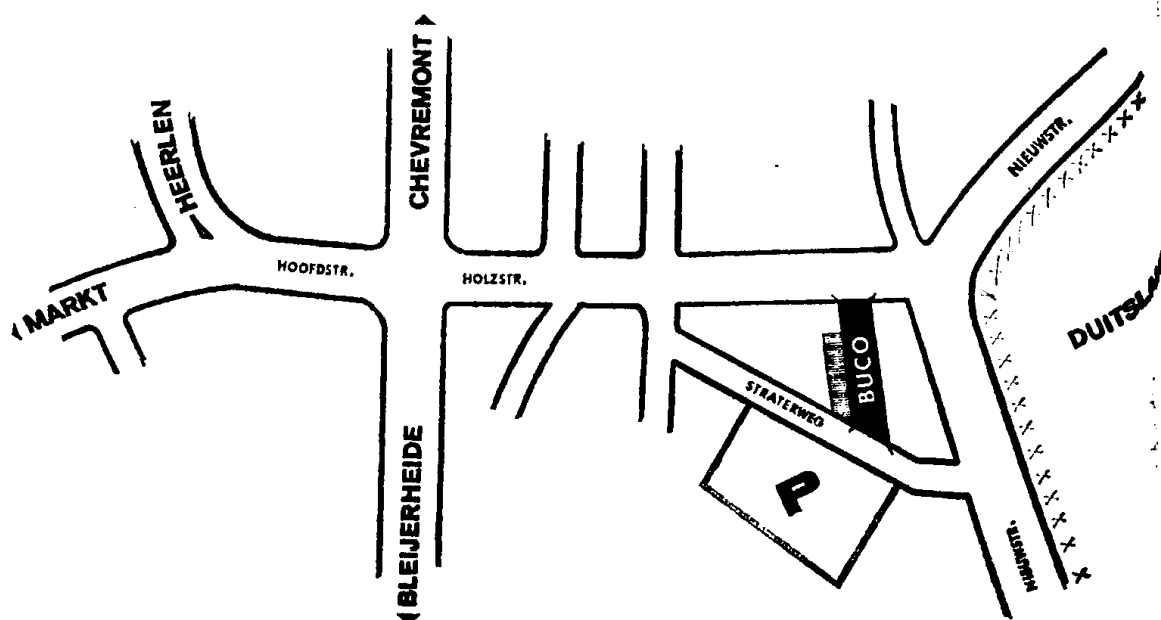 CHEVREMONT
HEERLEN
NIEUWSTR.
HOOFDSTR.
HOLZSTR.
MARKT
BUCO
STRATERWEG
P
BLEIJERHEIDE
NIEUWSTR.